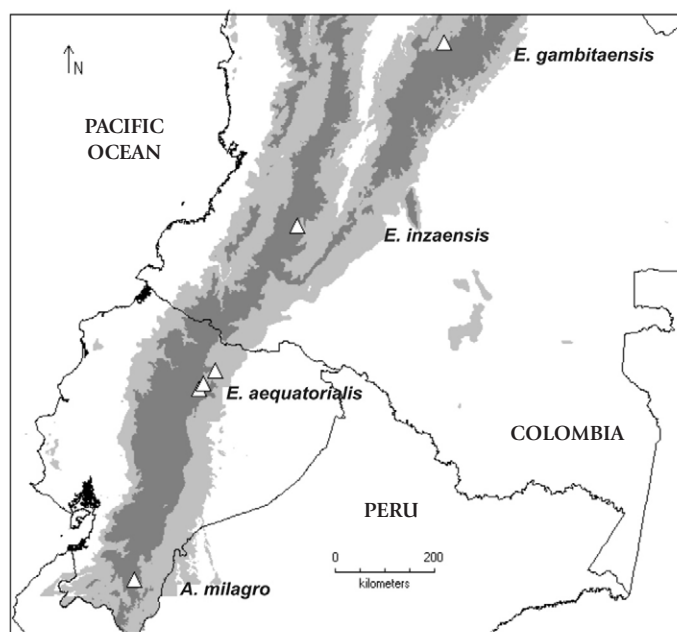 E. gambitaensis
N
PACIFIC
OCEAN
E. inzaensis
E. aequatorialis
COLOMBIA
PERU
0 200
kilometers
A. milagro